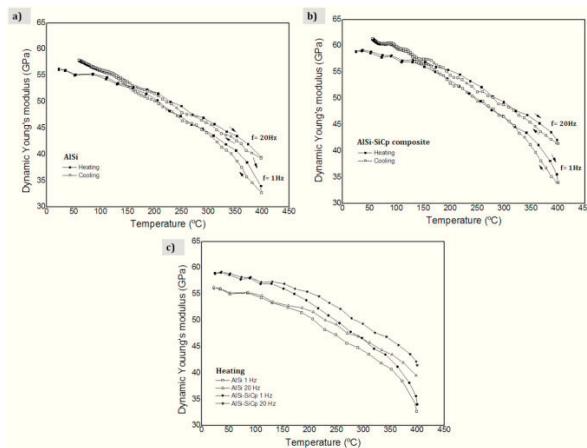 a)
Dynamic Young's modulus (GPa)
65
60
55
50
45
40
35
30
f= 20Hz
f= 1Hz
AlSi
Heating
Cooling
0 50 100 150 200 250 300 350 400 450
Temperature (ºC)
b)
Dynamic Young's modulus (GPa)
65
60
55
50
45
40
35
30
f= 20Hz
AlSi-SiCp composite
Heating
Cooling
f= 1Hz
0 50 100 150 200 250 300 350 400 450
Temperature (ºC)
c)
Dynamic Young's modulus (GPa)
65
60
55
50
45
40
35
30
Heating
AlSi 1 Hz
AlSi 20 Hz
AlSi-SiCp 1 Hz
AlSi-SiCp 20 Hz
0 50 100 150 200 250 300 350 400 450
Temperature (ºC)